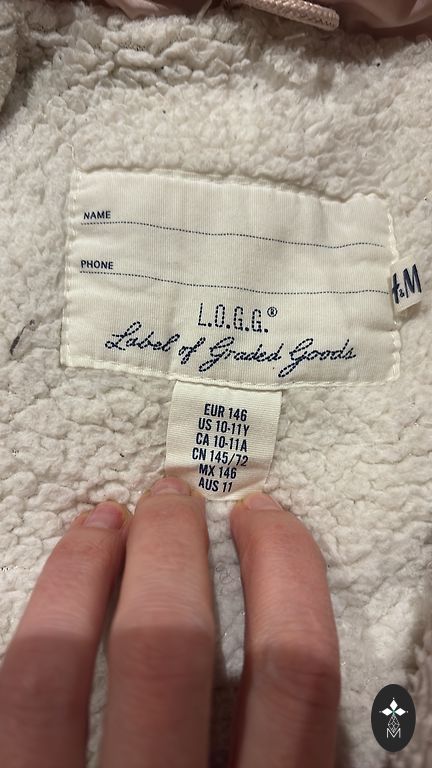 NAME
PHONE
H&M
L.O.G.G.®
Label of Graded Goods
EUR 146
US 10-11Y
CA 10-11A
CN 145/72
MX 146
AUS 11